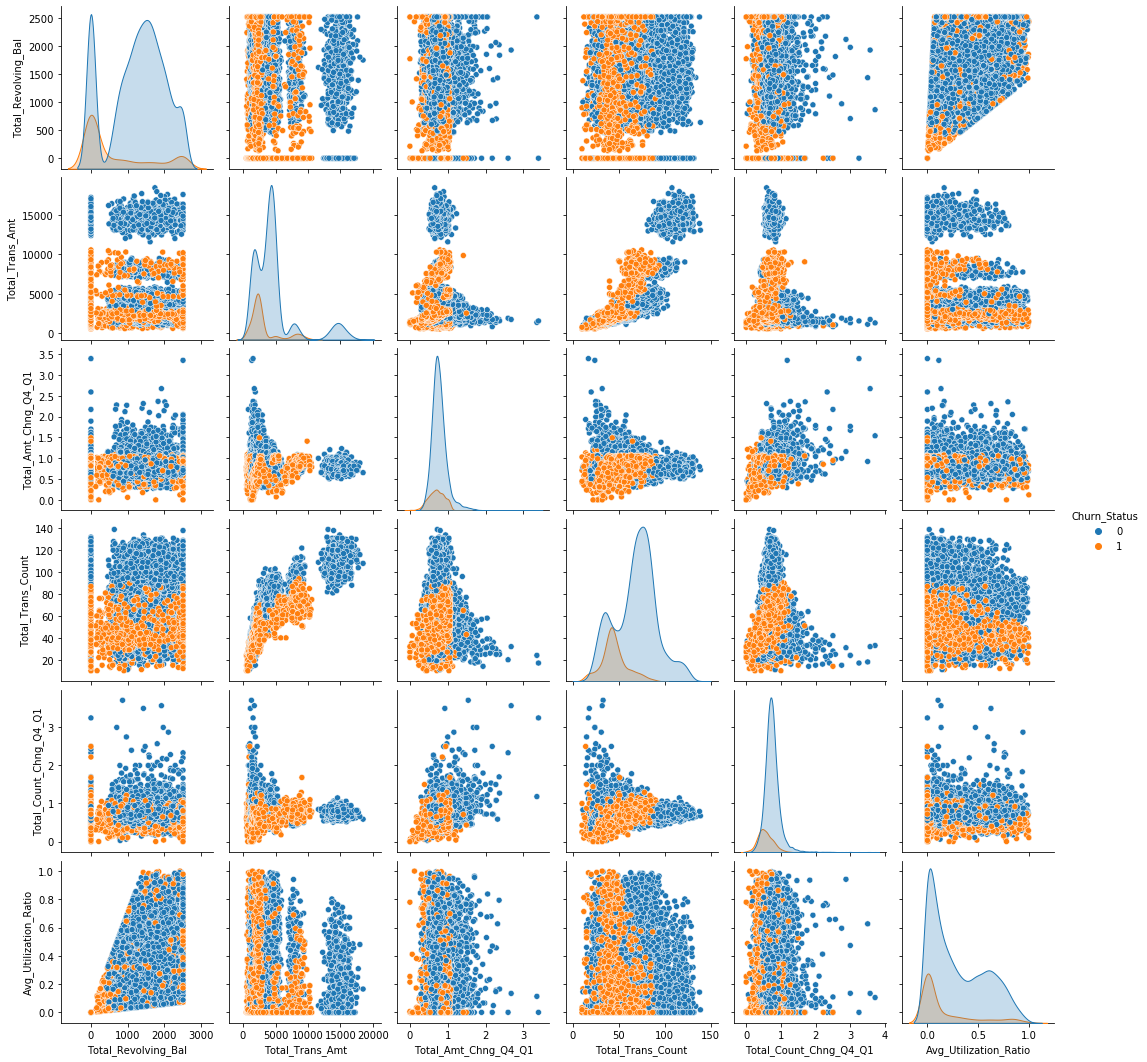 Total_Revolving_Bal
2500
2000
1500
1000
500
0
Total_Trans_Amt
15000
10000
5000
0
Total_Amt_Chng_Q4_Q1
3.5
3.0
2.5
2.0
1.5
1.0
0.5
0.0
Total_Trans_Count
140
120
100
80
60
40
20
Churn_Status
0
1
Total_Count_Chng_Q4_Q1
3
2
1
0
Avg_Utilization_Ratio
1.0
0.8
0.6
0.4
0.2
0.0
0 1000 2000 3000
0 5000 10000 15000 20000
0 1 2 3
0 50 100 150
0 1 2 3 4
0.0 0.5 1.0
Total_Revolving_Bal
Total_Trans_Amt
Total_Amt_Chng_Q4_Q1
Total_Trans_Count
Total_Count_Chng_Q4_Q1
Avg_Utilization_Ratio